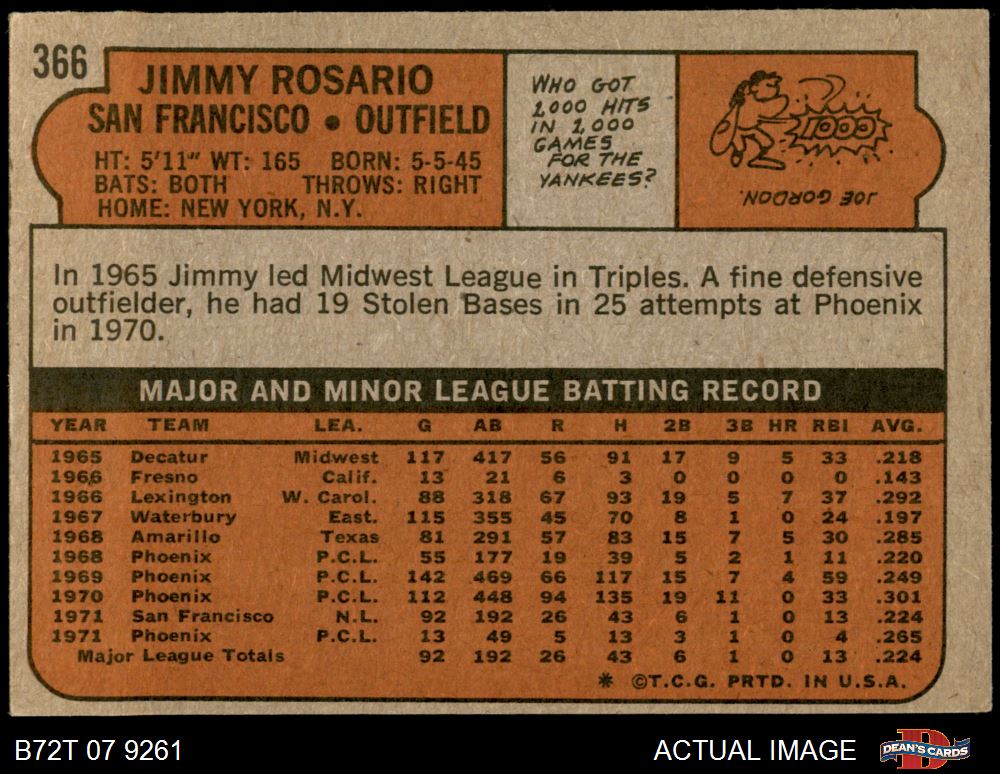 366
JIMMY ROSARIO
SAN FRANCISCO • OUTFIELD
HT: 5'11" WT: 165 BORN: 5-5-45
BATS: BOTH THROWS: RIGHT
HOME: NEW YORK, N.Y.
WHO GOT
1,000 HITS
IN 1,000
GAMES
FOR THE
YANKEES?
1000
JOE GORDON.
In 1965 Jimmy led Midwest League in Triples. A fine defensive
outfielder, he had 19 Stolen Bases in 25 attempts at Phoenix
in 1970.
MAJOR AND MINOR LEAGUE BATTING RECORD
YEAR TEAM LEA. G AB R H 2B 3B HR RBI AVG.
1965 Decatur Midwest 117 417 56 91 17 9 5 33 .218
1966 Fresno Calif. 13 21 6 3 0 0 0 0 .143
1966 Lexington W. Carol. 88 318 67 93 19 5 7 37 .292
1967 Waterbury East. 115 355 45 70 8 1 0 24 .197
1968 Amarillo Texas 81 291 57 83 15 7 5 30 .285
1968 Phoenix P.C.L. 55 177 19 39 5 2 1 11 .220
1969 Phoenix P.C.L. 142 469 66 117 15 7 4 59 .249
1970 Phoenix P.C.L. 112 448 94 135 19 11 0 33 .301
1971 San Francisco N.L. 92 192 26 43 6 1 0 13 .224
1971 Phoenix P.C.L. 13 49 5 13 3 1 0 4 .265
Major League Totals 92 192 26 43 6 1 0 13 .224
* ©T.C.G. PRTD. IN U.S.A.
B72T 07 9261 ACTUAL IMAGE D DEAN'S CARDS